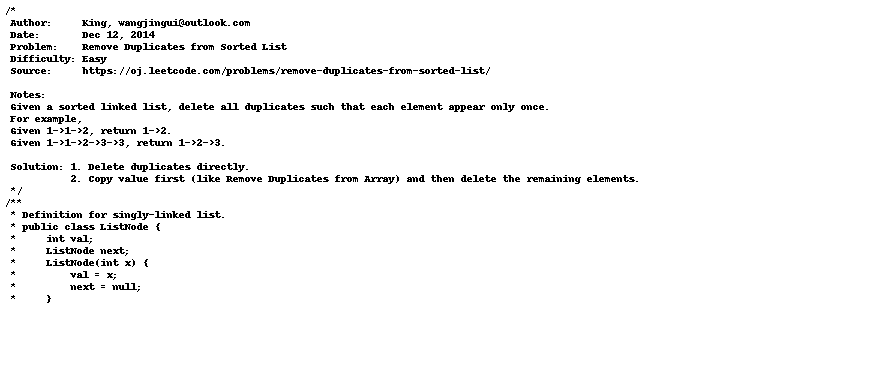 /*
 Author:     King, wangjingui@outlook.com
 Date:       Dec 12, 2014
 Problem:    Remove Duplicates from Sorted List
 Difficulty: Easy
 Source:     https://oj.leetcode.com/problems/remove-duplicates-from-sorted-list/

 Notes:
 Given a sorted linked list, delete all duplicates such that each element appear only once.
 For example,
 Given 1->1->2, return 1->2.
 Given 1->1->2->3->3, return 1->2->3.

 Solution: 1. Delete duplicates directly.
           2. Copy value first (like Remove Duplicates from Array) and then delete the remaining elements.
 */
/**
 * Definition for singly-linked list.
 * public class ListNode {
 *     int val;
 *     ListNode next;
 *     ListNode(int x) {
 *         val = x;
 *         next = null;
 *     }